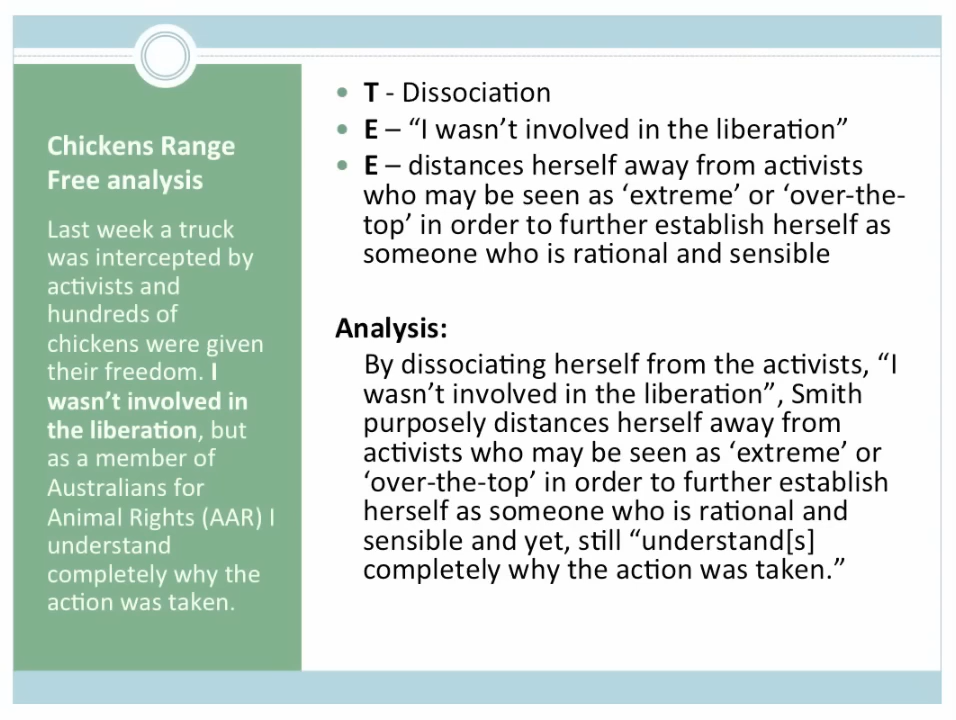 Chickens Range
Free analysis
Last week a truck
was intercepted by
activists and
hundreds of
chickens were given
their freedom. I
wasn’t involved in
the liberation, but
as a member of
Australians for
Animal Rights (AAR) I
understand
completely why the
action was taken.
• T - Dissociation
• E – “I wasn’t involved in the liberation”
• E – distances herself away from activists
who may be seen as ‘extreme’ or ‘over-the-
top’ in order to further establish herself as
someone who is rational and sensible
Analysis:
By dissociating herself from the activists, “I
wasn’t involved in the liberation”, Smith
purposely distances herself away from
activists who may be seen as ‘extreme’ or
‘over-the-top’ in order to further establish
herself as someone who is rational and
sensible and yet, still “understand[s]
completely why the action was taken.”